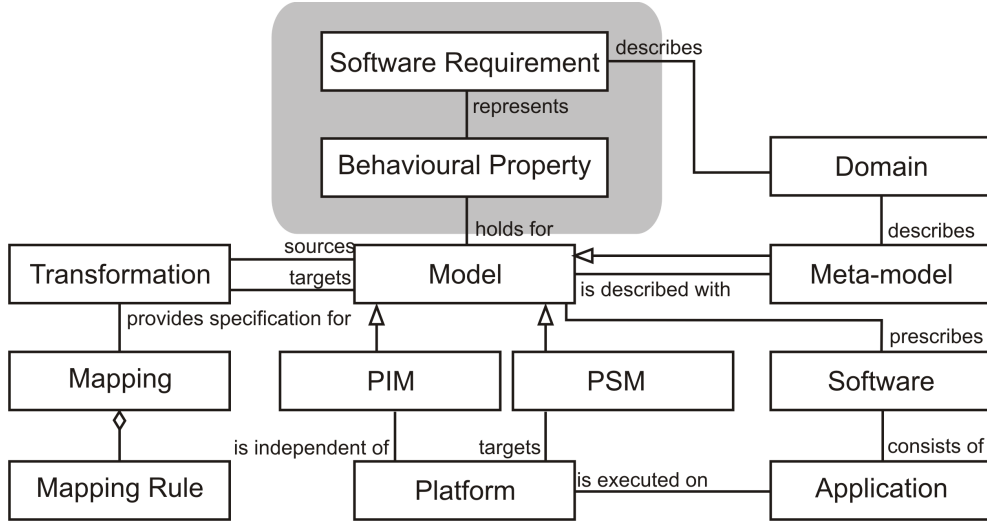 Software Requirement
describes
represents
Behavioural Property
Domain
holds for
describes
sources
Transformation
targets
Model
Meta-model
is described with
provides specification for
prescribes
Mapping
PIM
PSM
Software
is independent of
targets
consists of
is executed on
Mapping Rule
Platform
Application